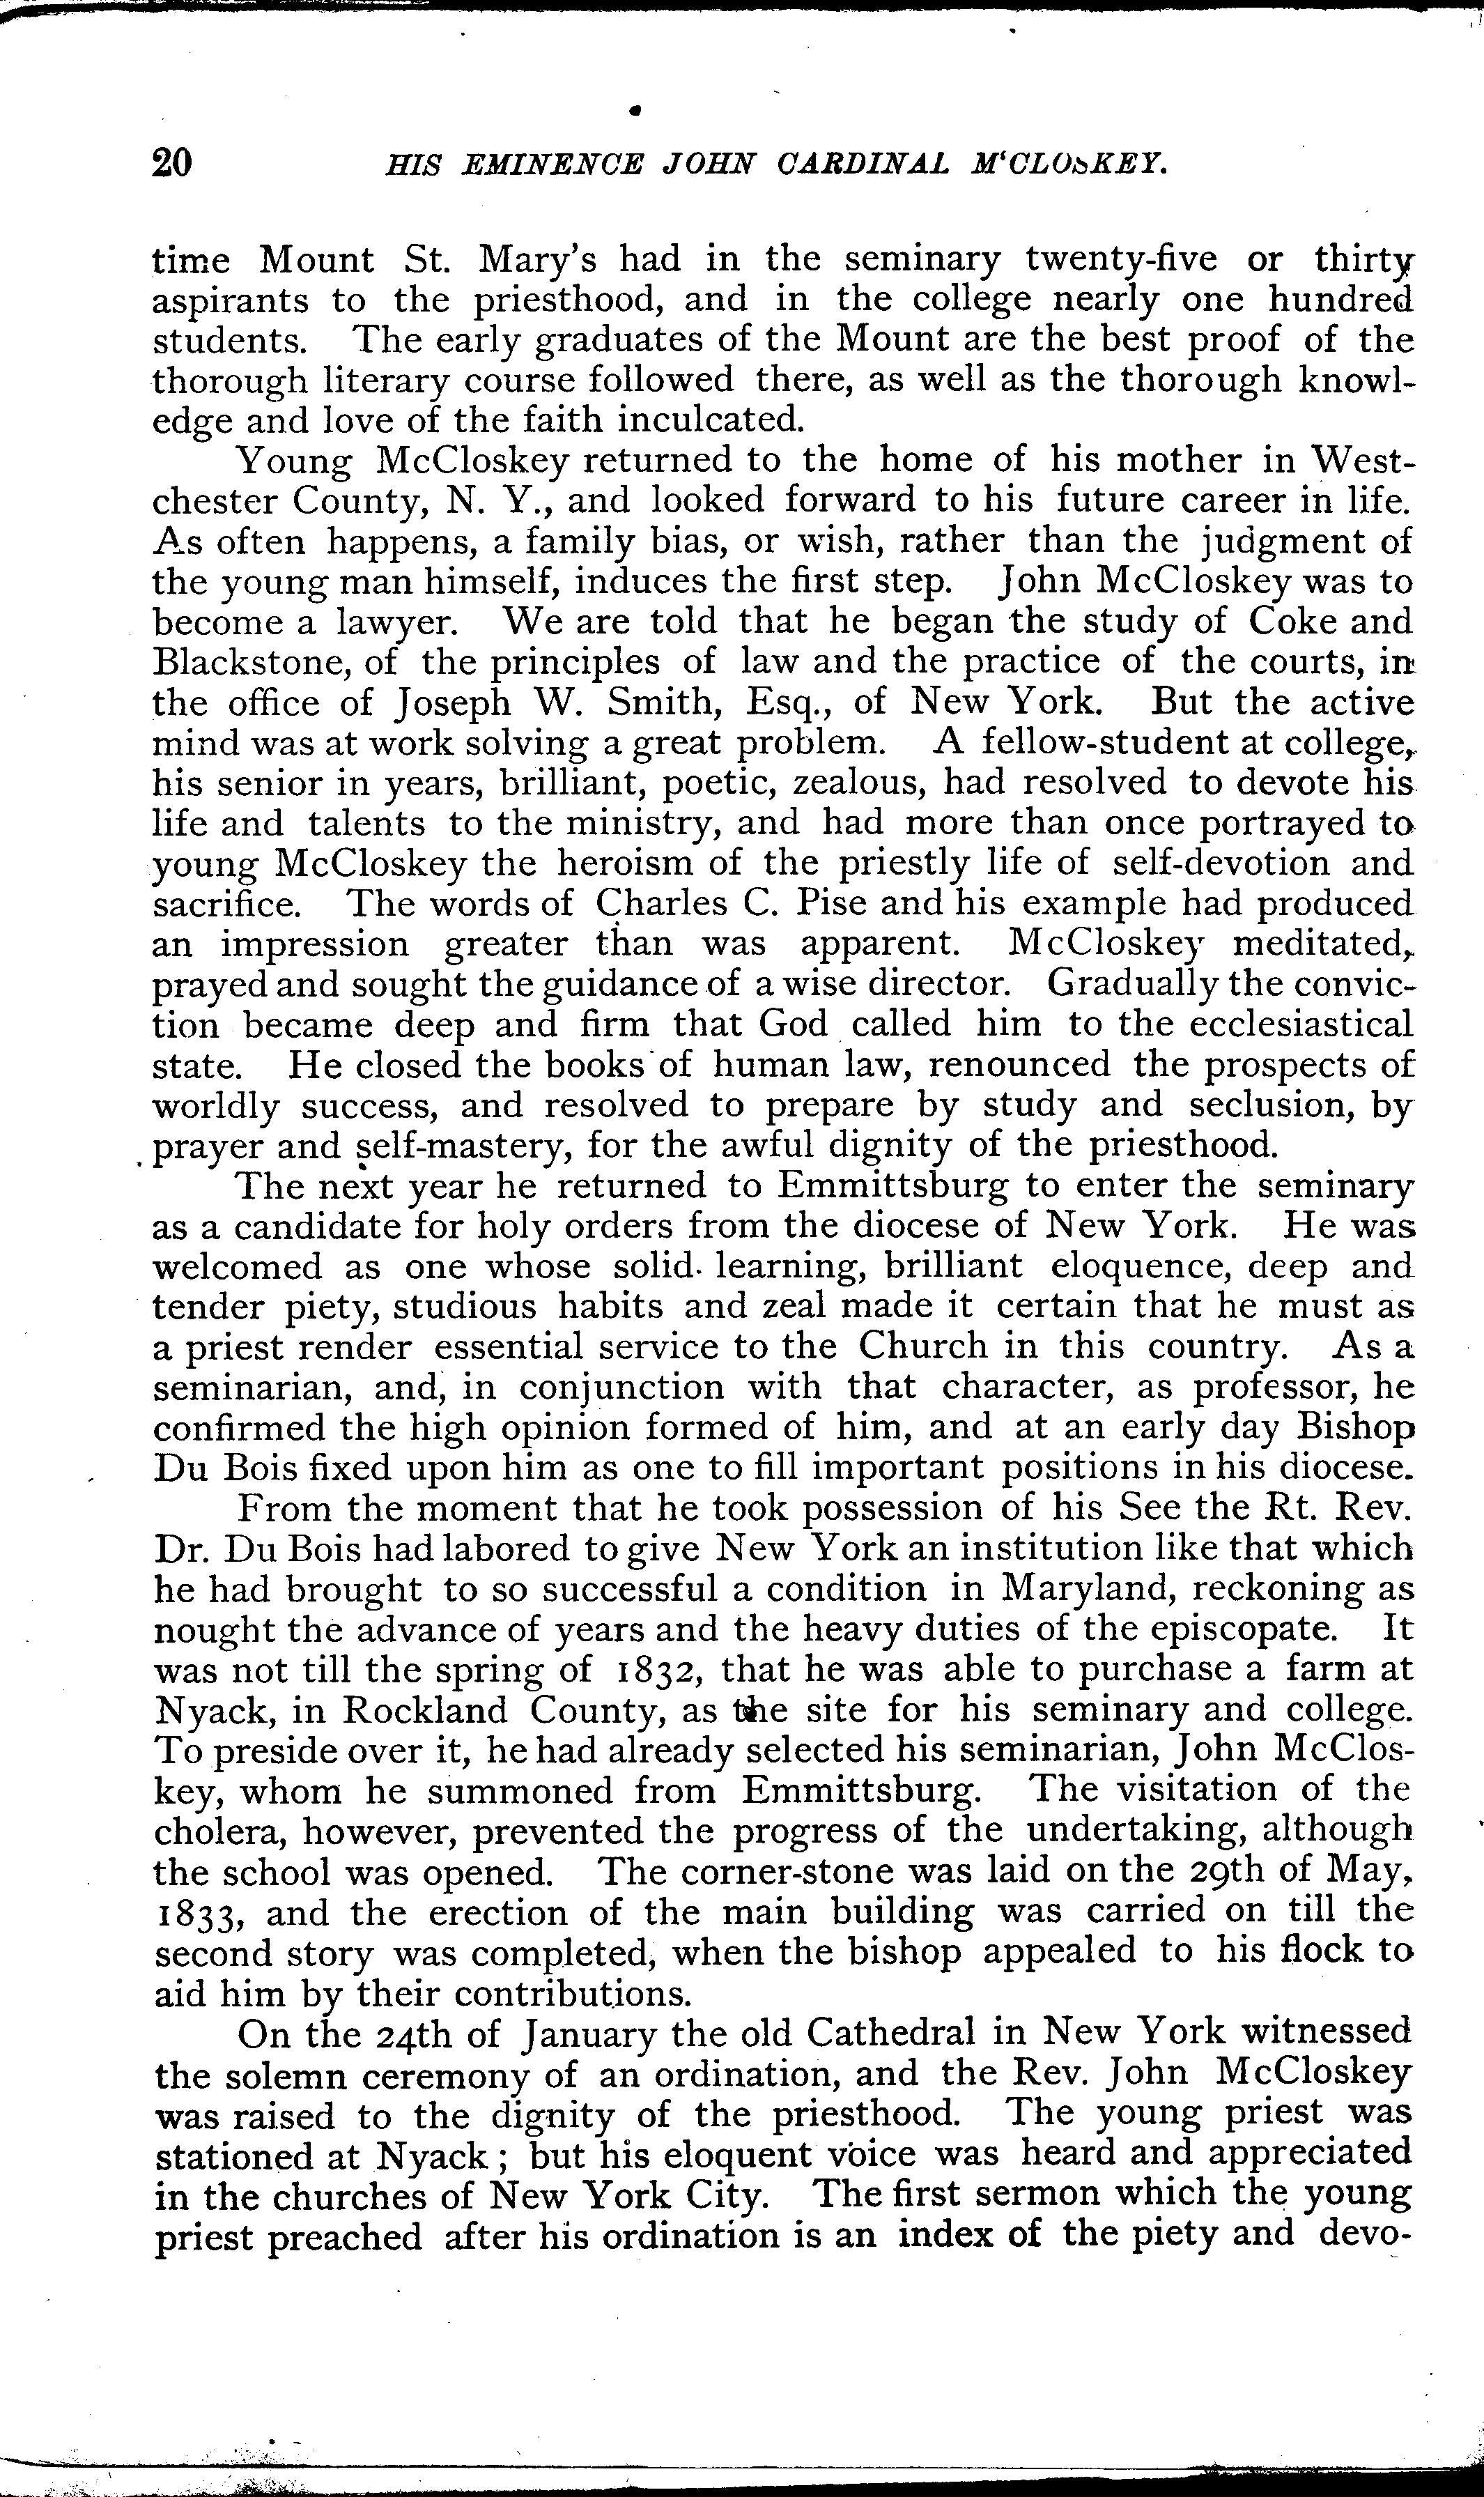 20 HIS EMINENCE JOHN CARDINAL M‘CLOSKEY.
time Mount St. Mary's had in the seminary twenty-five or thirty
aspirants to the priesthood, and in the college nearly one hundred
students. The early graduates of the Mount are the best proof of the
thorough literary course followed there, as well as the thorough knowl-
edge and love of the faith inculcated.
Young McCloskey returned to the home of his mother in West-
chester County, N. Y., and looked forward to his future career in life.
As often happens, a family bias, or wish, rather than the judgment of
the young man himself, induces the first step. John McCloskey was to
become a lawyer. We are told that he began the study of Coke and
Blackstone, of the principles of law and the practice of the courts, in
the office of Joseph W. Smith, Esq., of New York. But the active
mind was at work solving a great problem. A fellow-student at college,
his senior in years, brilliant, poetic, zealous, had resolved to devote his
life and talents to the ministry, and had more than once portrayed to
young McCloskey the heroism of the priestly life of self-devotion and
sacrifice. The words of Charles C. Pise and his example had produced
an impression greater than was apparent. McCloskey meditated,
prayed and sought the guidance of a wise director. Gradually the convic-
tion became deep and firm that God called him to the ecclesiastical
state. He closed the books of human law, renounced the prospects of
worldly success, and resolved to prepare by study and seclusion, by
prayer and self-mastery, for the awful dignity of the priesthood.
The next year he returned to Emmittsburg to enter the seminary
as a candidate for holy orders from the diocese of New York. He was
welcomed as one whose solid learning, brilliant eloquence, deep and
tender piety, studious habits and zeal made it certain that he must as
a priest render essential service to the Church in this country. As a
seminarian, and, in conjunction with that character, as professor, he
confirmed the high opinion formed of him, and at an early day Bishop
Du Bois fixed upon him as one to fill important positions in his diocese.
From the moment that he took possession of his See the Rt. Rev.
Dr. Du Bois had labored to give New York an institution like that which
he had brought to so successful a condition in Maryland, reckoning as
nought the advance of years and the heavy duties of the episcopate. It
was not till the spring of 1832, that he was able to purchase a farm at
Nyack, in Rockland County, as the site for his seminary and college.
To preside over it, he had already selected his seminarian, John McClos-
key, whom he summoned from Emmittsburg. The visitation of the
cholera, however, prevented the progress of the undertaking, although
the school was opened. The corner-stone was laid on the 29th of May,
1833, and the erection of the main building was carried on till the
second story was completed, when the bishop appealed to his flock to
aid him by their contributions.
On the 24th of January the old Cathedral in New York witnessed
the solemn ceremony of an ordination, and the Rev. John McCloskey
was raised to the dignity of the priesthood. The young priest was
stationed at Nyack; but his eloquent voice was heard and appreciated
in the churches of New York City. The first sermon which the young
priest preached after his ordination is an index of the piety and devo-